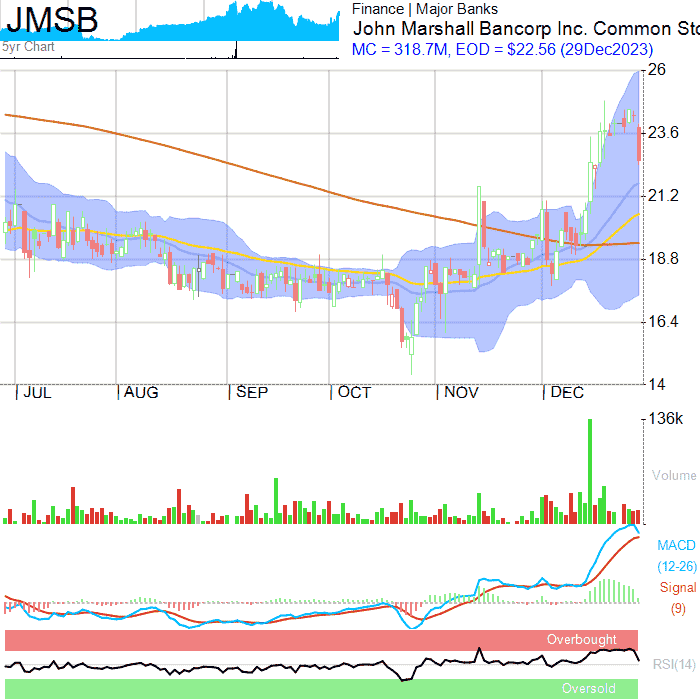 JMSB
5yr Chart
Finance | Major Banks
John Marshall Bancorp Inc. Common Sto
MC = 318.7M, EOD = $22.56 (29Dec2023)
26
23.6
21.2
18.8
16.4
14
JUL AUG SEP OCT NOV DEC
136k
Volume
MACD
(12-26)
Signal
(9)
Overbought
RSI(14)
Oversold